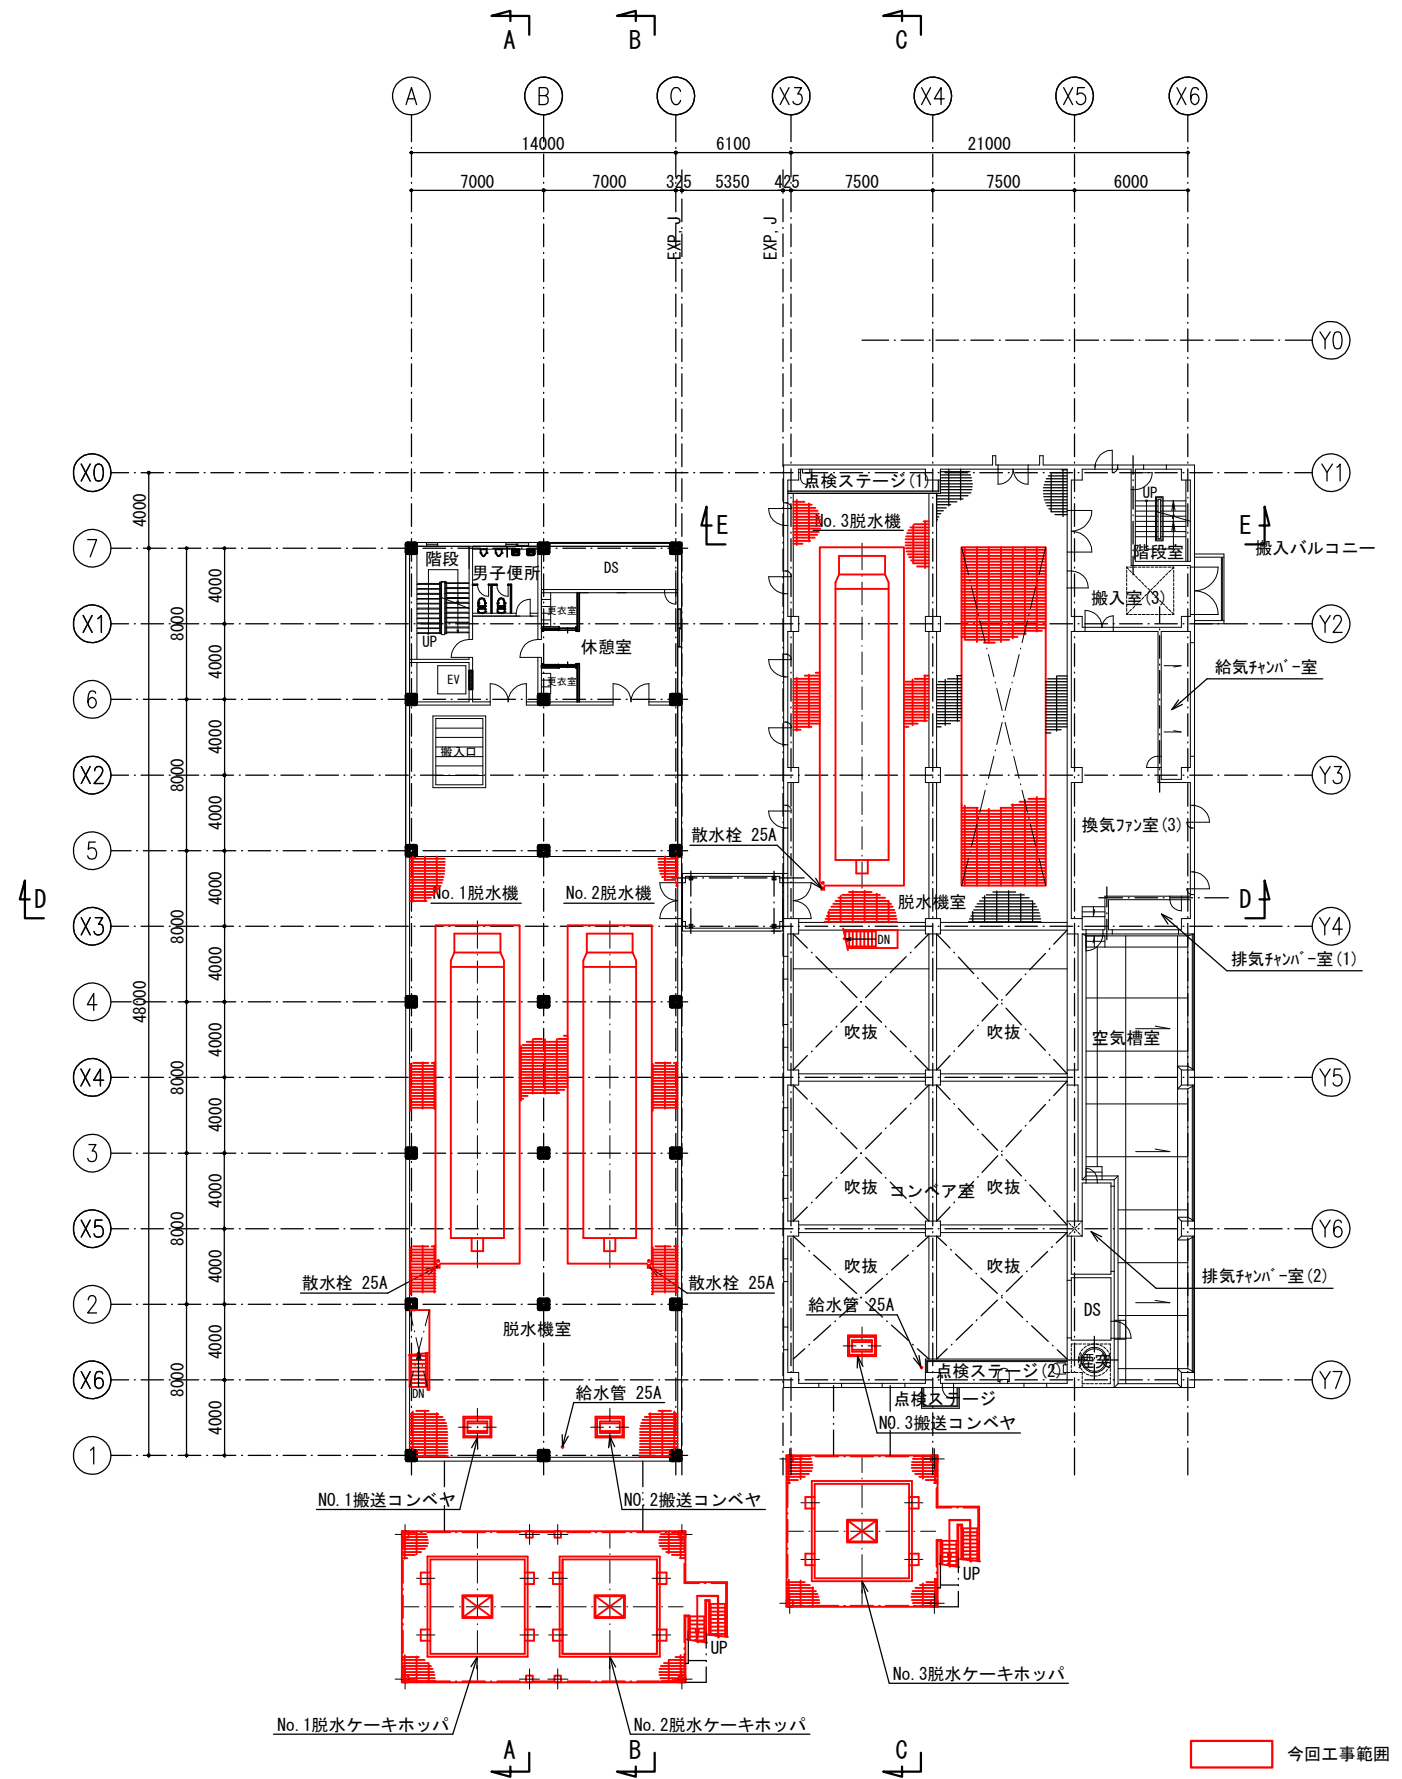 A
B
C
A
B
C
X3
X4
X5
X6
14000
6100
21000
7000
7000
325
5350
425
7500
7500
6000
EXP. J
EXP. J
Y0
X0
Y1
点検ステージ(1)
UP
4000
No.3脱水機
E
E
7
階段
男子便所
DS
階段室
搬入バルコニー
4000
更衣室
搬入室(3)
X1
8000
Y2
UP
休憩室
4000
給気ﾁｬﾝﾊﾞｰ室
EV
更衣室
6
4000
搬入口
X2
8000
Y3
4000
散水栓 25A
換気ﾌｧﾝ室(3)
5
No.1脱水機
No.2脱水機
4000
脱水機室
D
D
X3
8000
Y4
DN
4000
排気ﾁｬﾝﾊﾞｰ室(1)
4
48000
吹抜
吹抜
空気槽室
4000
X4
8000
Y5
4000
3
吹抜
コンベア室
吹抜
4000
X5
8000
Y6
4000
吹抜
吹抜
散水栓 25A
散水栓 25A
排気ﾁｬﾝﾊﾞｰ室(2)
2
給水管 25A
DS
脱水機室
4000
煙突
点検ステージ(2)
X6
8000
Y7
DN
給水管 25A
点検ステージ
4000
NO.3搬送コンベヤ
1
NO.1搬送コンベヤ
NO.2搬送コンベヤ
UP
UP
No.3脱水ケーキホッパ
No.1脱水ケーキホッパ
No.2脱水ケーキホッパ
A
B
C
今回工事範囲